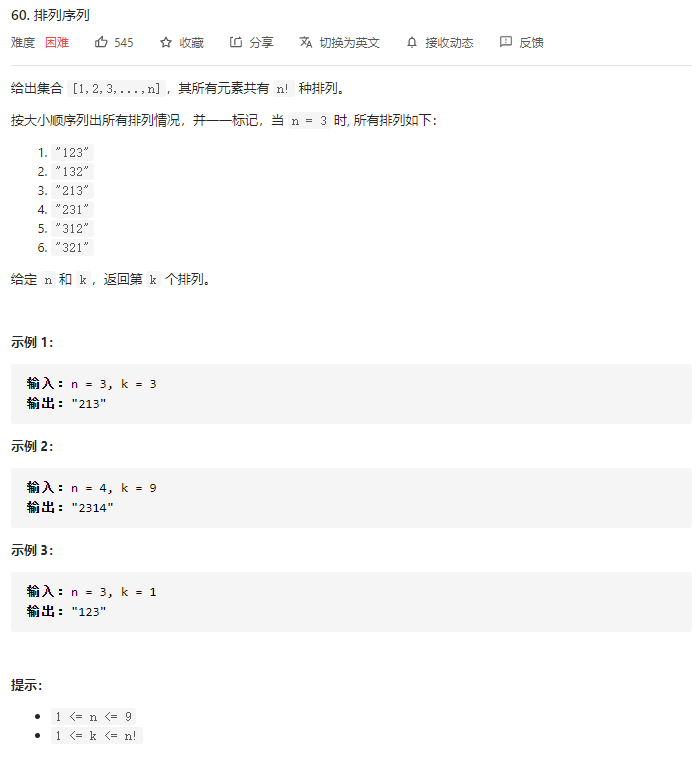 60. 排列序列
难度 困难 545 收藏 分享 切换为英文 接收动态 反馈
给出集合 [1,2,3,...,n]，其所有元素共有 n! 种排列。
按大小顺序列出所有排列情况，并一一标记，当 n = 3 时, 所有排列如下：
1. "123"
2. "132"
3. "213"
4. "231"
5. "312"
6. "321"
给定 n 和 k，返回第 k 个排列。
示例 1：
输入：n = 3, k = 3
输出："213"
示例 2：
输入：n = 4, k = 9
输出："2314"
示例 3：
输入：n = 3, k = 1
输出："123"
提示：
• 1 <= n <= 9
• 1 <= k <= n!